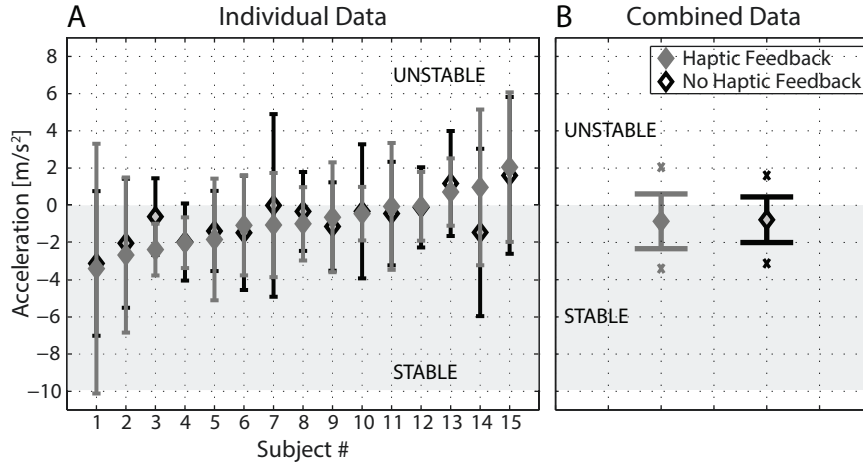 A Individual Data
B Combined Data
Acceleration [m/s²]
8
6
4
2
0
−2
−4
−6
−8
−10
UNSTABLE
STABLE
1 2 3 4 5 6 7 8 9 10 11 12 13 14 15
Subject #
Haptic Feedback
No Haptic Feedback
UNSTABLE
STABLE